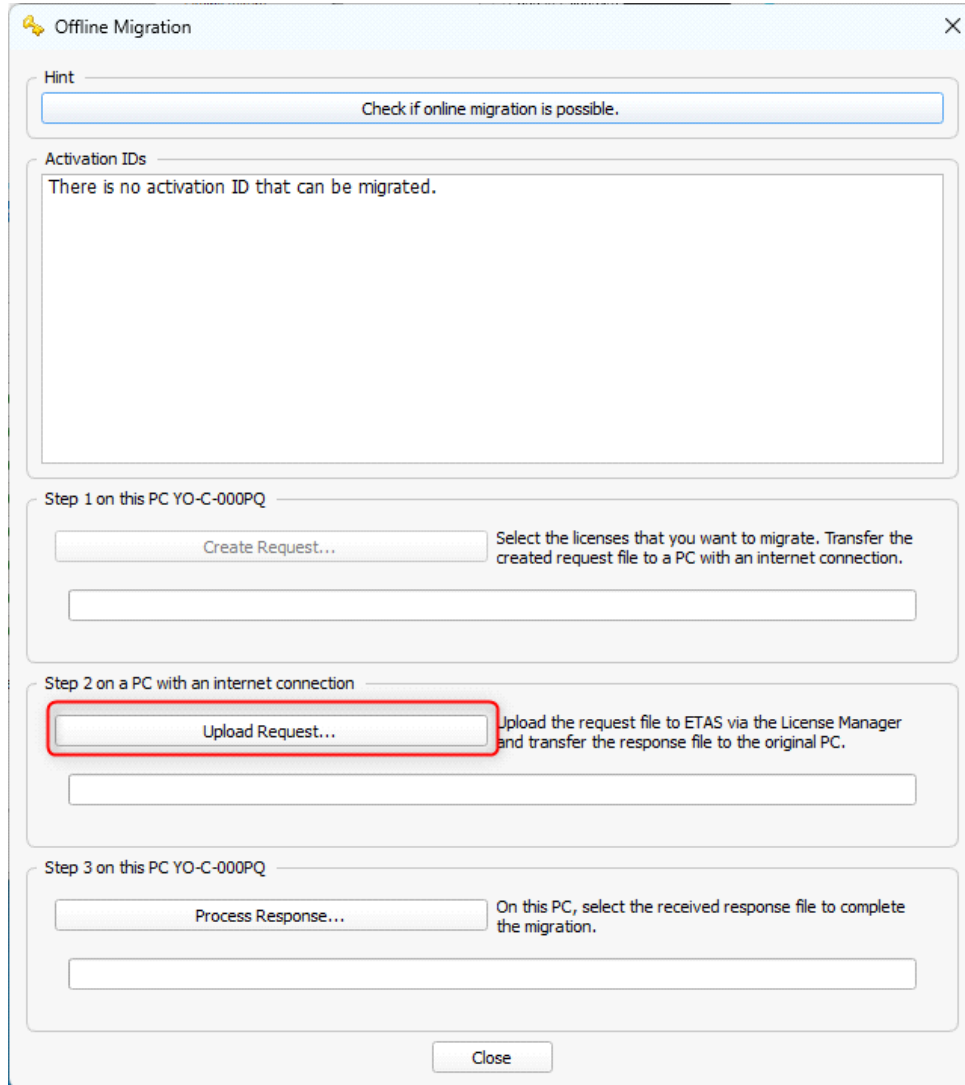 Offline Migration
Hint
Check if online migration is possible.
Activation IDs
There is no activation ID that can be migrated.
Step 1 on this PC YO-C-000PQ
Create Request...
Select the licenses that you want to migrate. Transfer the
created request file to a PC with an internet connection.
Step 2 on a PC with an internet connection
Upload Request...
Upload the request file to ETAS via the License Manager
and transfer the response file to the original PC.
Step 3 on this PC YO-C-000PQ
Process Response...
On this PC, select the received response file to complete
the migration.
Close